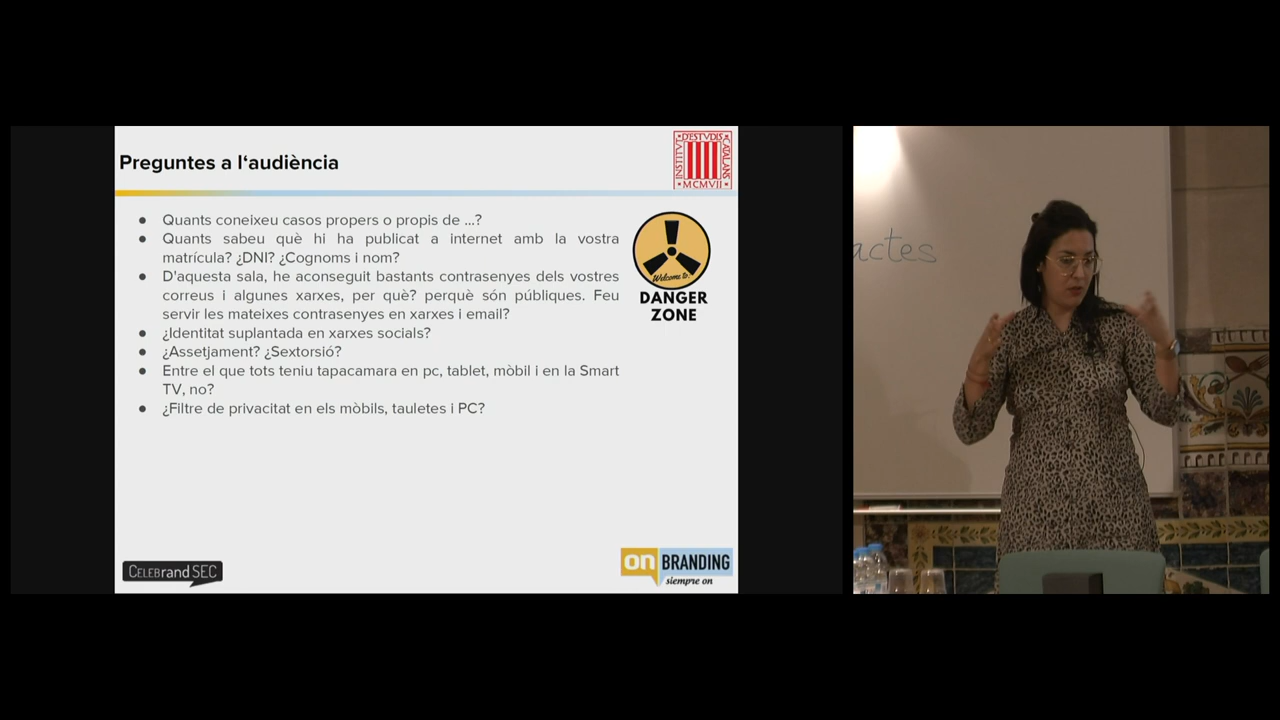 Preguntes a l‘audiència
INSTITVT D'ESTVDIS CATALANS
MCMVII
● Quants coneixeu casos propers o propis de ...?
● Quants sabeu què hi ha publicat a internet amb la vostra
matrícula? ¿DNI? ¿Cognoms i nom?
● D'aquesta sala, he aconseguit bastants contrasenyes dels vostres
correus i algunes xarxes, per què? perquè són públiques. Feu
servir les mateixes contrasenyes en xarxes i email?
● ¿Identitat suplantada en xarxes socials?
● ¿Assetjament? ¿Sextorsió?
● Entre el que tots teniu tapacamara en pc, tablet, mòbil i en la Smart
TV, no?
● ¿Filtre de privacitat en els mòbils, tauletes i PC?
Welcome to...
DANGER
ZONE
CELEBrand SEC
on BRANDING
siempre on
actes